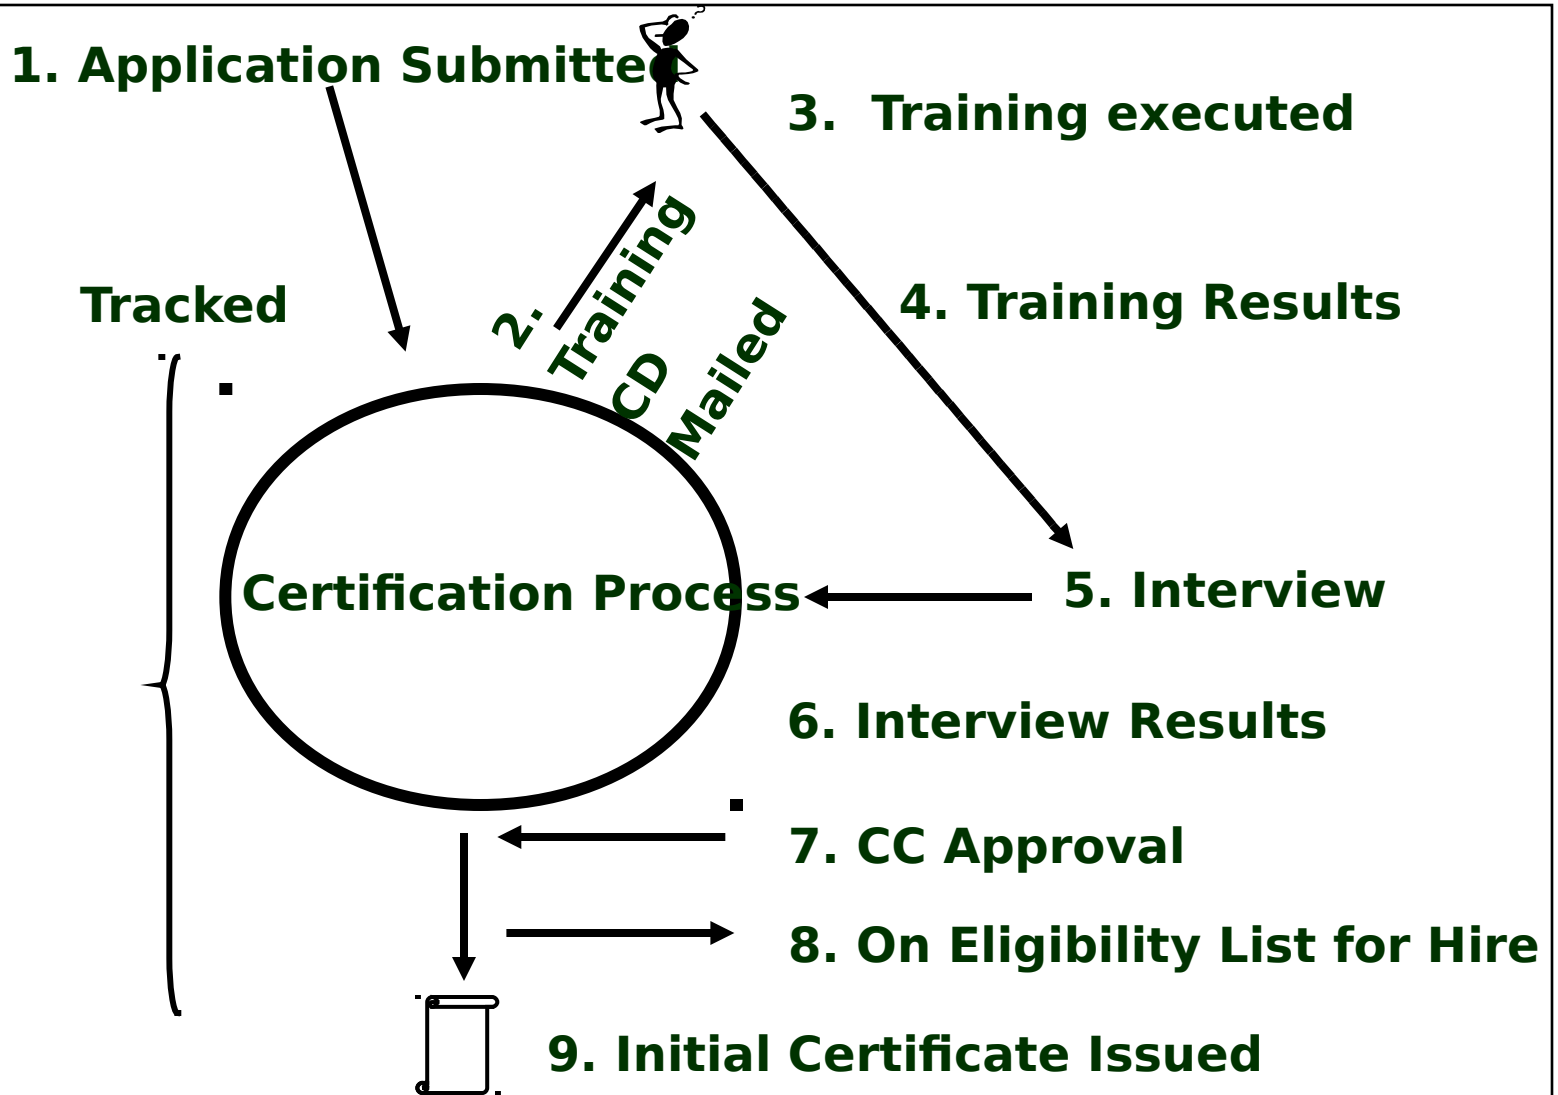 1. Application Submitted
?
3. Training executed
2.
Training
CD
Mailed
4. Training Results
Tracked
Certification Process
5. Interview
6. Interview Results
7. CC Approval
8. On Eligibility List for Hire
9. Initial Certificate Issued